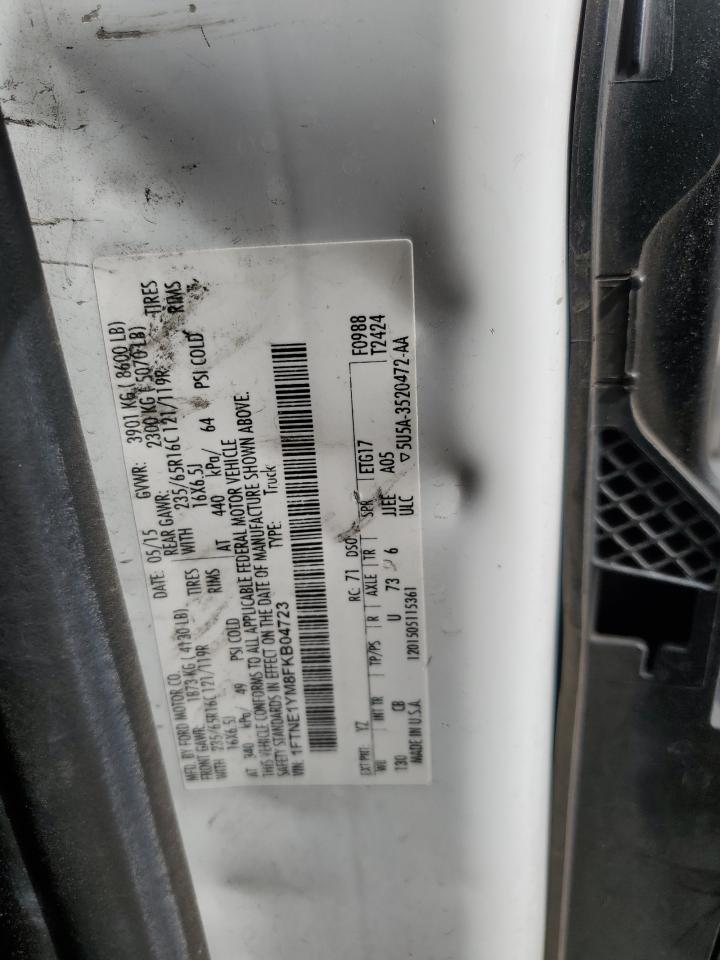 MFD. BY FORD MOTOR CO.
DATE: 05/15 GVWR: 3901 KG ( 8600 LB)
FRONT GAWR: 1873 KG ( 4130 LB) REAR GAWR: 2300 KG ( 5070 LB)
WITH 235/65R16C 121/119R TIRES WITH 235/65R16C 121/119R TIRES
16X6.5J RIMS 16X6.5J RIMS
AT 340 kPa/ 49 PSI COLD AT 440 kPa/ 64 PSI COLD
THIS VEHICLE CONFORMS TO ALL APPLICABLE FEDERAL MOTOR VEHICLE
SAFETY STANDARDS IN EFFECT ON THE DATE OF MANUFACTURE SHOWN ABOVE.
VIN: 1FTNE1YM8FKB04723 TYPE: Truck
EXT PNT: YZ RC: 71 DSO: F0988
WB INT TR TP/PS R AXLE TR SPR ETG17 T2424
130 CB U 73 6 JJEE A05
MADE IN U.S.A. 1201505115361 ULC ▽5U5A-3520472-AA